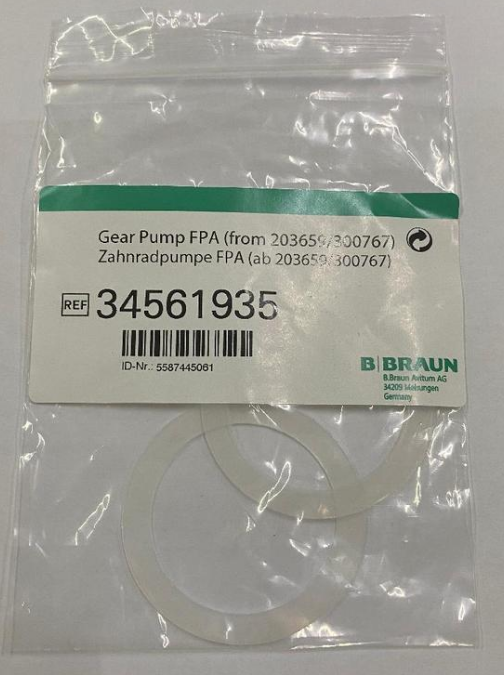 Gear Pump FPA (from 203659/300767)
Zahnradpumpe FPA (ab 203659/300767)
REF 34561935
ID-Nr.: 5587445061
B|BRAUN
B.Braun Avitum AG
34209 Melsungen
Germany